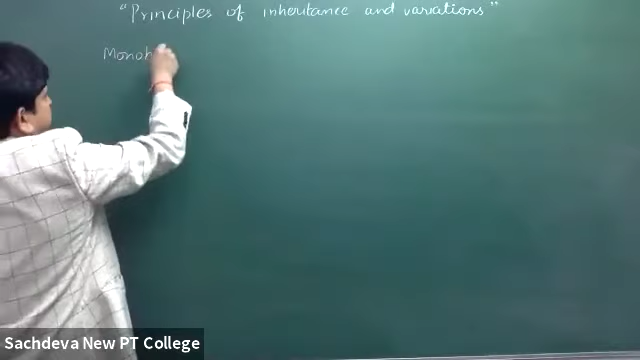 "Principles of inheritance and variations"
Monoh
Sachdeva New PT College